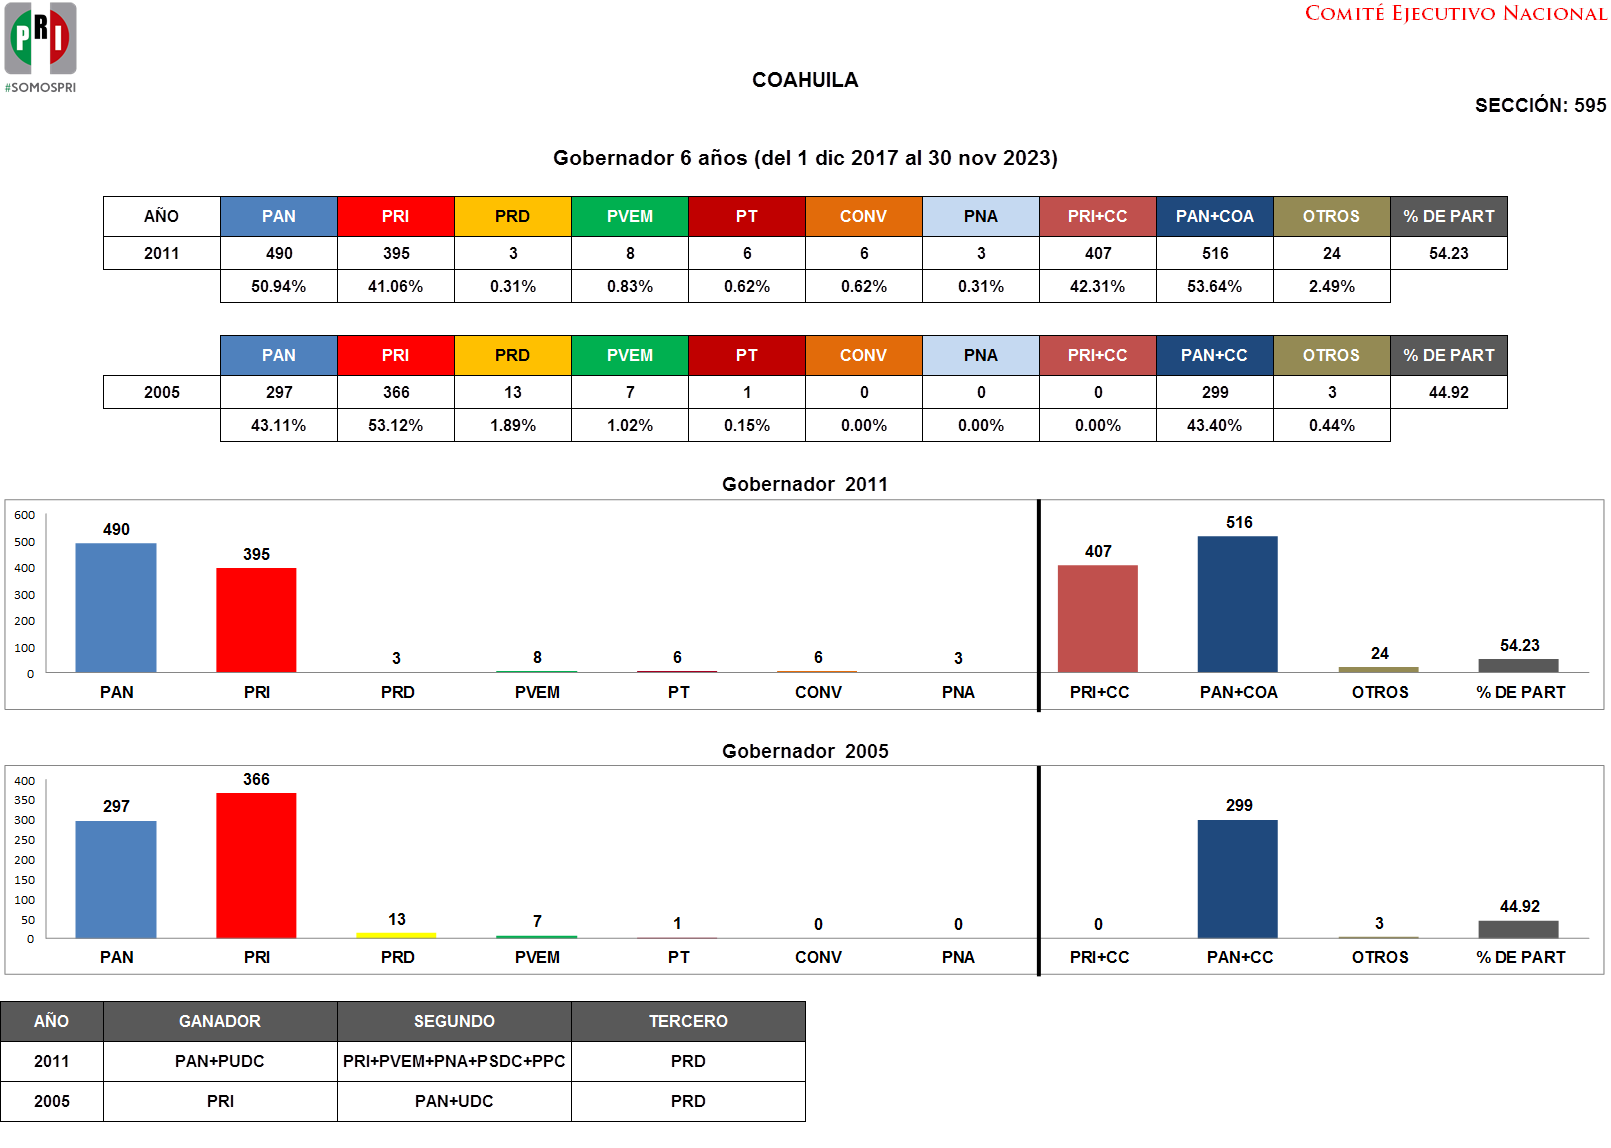 PRI
#SOMOSPRI
COMITÉ EJECUTIVO NACIONAL
COAHUILA
SECCIÓN: 595
Gobernador 6 años (del 1 dic 2017 al 30 nov 2023)
AÑO PAN PRI PRD PVEM PT CONV PNA PRI+CC PAN+COA OTROS % DE PART
2011 490 395 3 8 6 6 3 407 516 24 54.23
50.94% 41.06% 0.31% 0.83% 0.62% 0.62% 0.31% 42.31% 53.64% 2.49%
PAN PRI PRD PVEM PT CONV PNA PRI+CC PAN+CC OTROS % DE PART
2005 297 366 13 7 1 0 0 0 299 3 44.92
43.11% 53.12% 1.89% 1.02% 0.15% 0.00% 0.00% 0.00% 43.40% 0.44%
Gobernador 2011
600
500
400
300
200
100
0
490 395 3 8 6 6 3 407 516 24 54.23
PAN PRI PRD PVEM PT CONV PNA PRI+CC PAN+COA OTROS % DE PART
Gobernador 2005
400
350
300
250
200
150
100
50
0
297 366 13 7 1 0 0 0 299 3 44.92
PAN PRI PRD PVEM PT CONV PNA PRI+CC PAN+CC OTROS % DE PART
AÑO GANADOR SEGUNDO TERCERO
2011 PAN+PUDC PRI+PVEM+PNA+PSDC+PPC PRD
2005 PRI PAN+UDC PRD